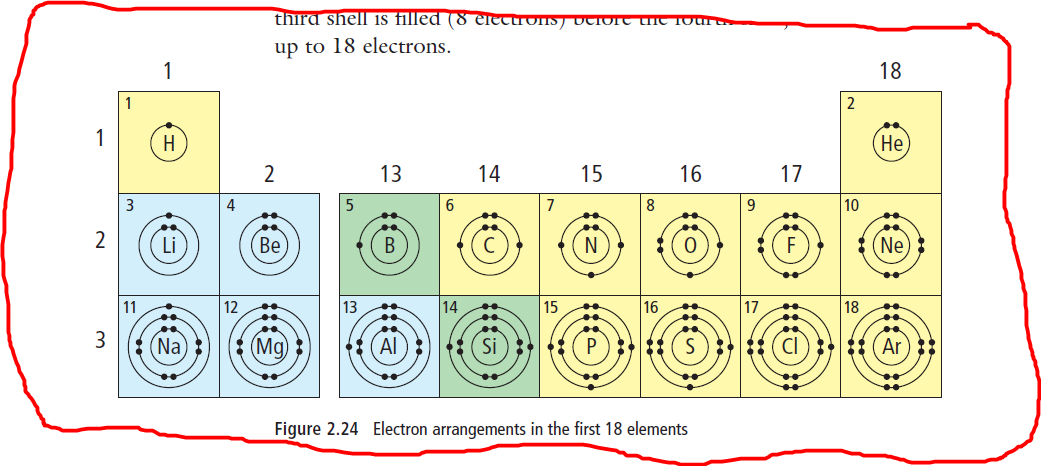 third shell is filled (8 electrons) before the fourth
up to 18 electrons.
1 18
1 2
1 H He
2 13 14 15 16 17
3 4 5 6 7 8 9 10
2 Li Be B C N O F Ne
11 12 13 14 15 16 17 18
3 Na Mg Al Si P S Cl Ar
Figure 2.24 Electron arrangements in the first 18 elements